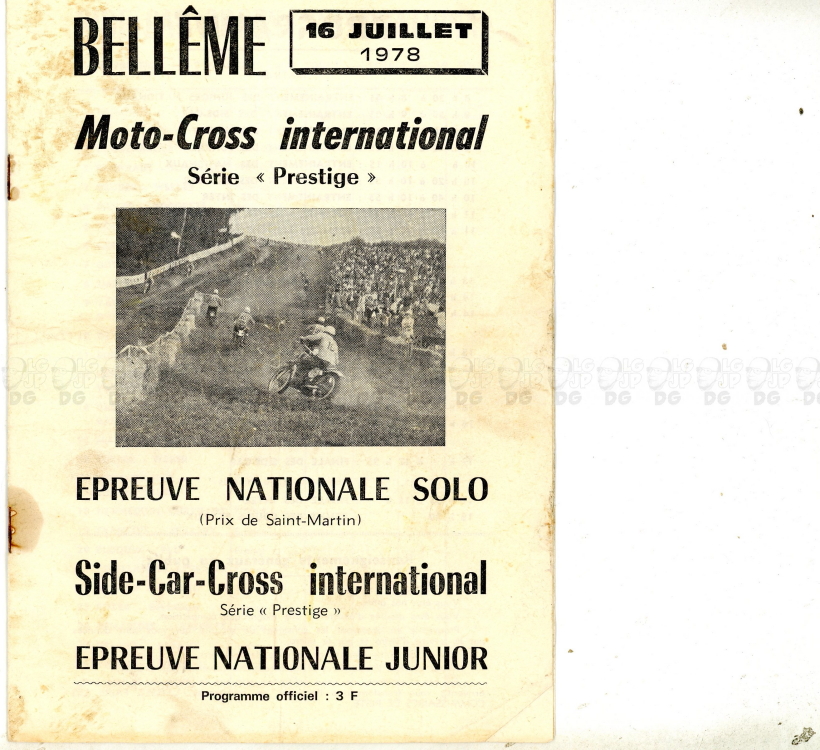 BELLÊME
16 JUILLET
1978
Moto-Cross international
Série « Prestige »
EPREUVE NATIONALE SOLO
(Prix de Saint-Martin)
Side-Car-Cross international
Série « Prestige »
EPREUVE NATIONALE JUNIOR
Programme officiel : 3 F